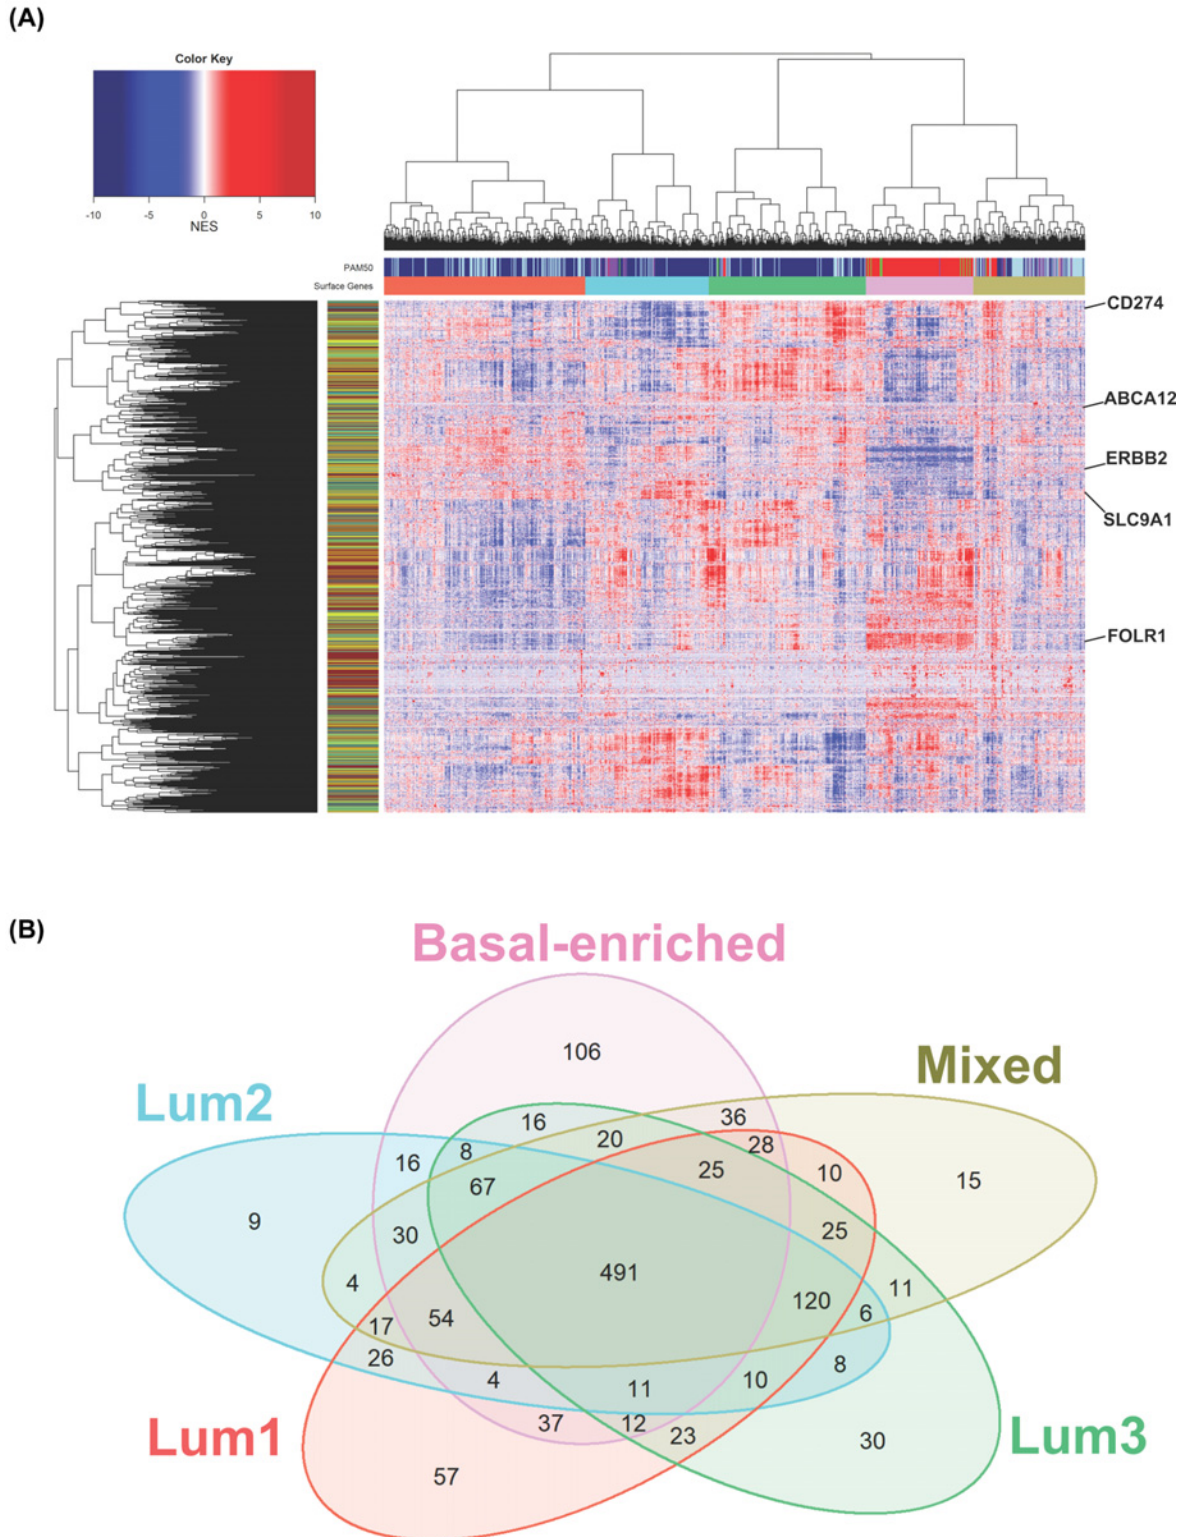 (A)
Color Key
-10 -5 0 5 10
NES
PAM50
Surface Genes
CD274
ABCA12
ERBB2
SLC9A1
FOLR1
(B)
Basal-enriched
Mixed
Lum2
106
16 20 36
8 28
16 25 10
67 15
9 30 25
4 491 11
54 120 6
17
26 8
4 11 10
37 12 23
Lum1 30 Lum3
57